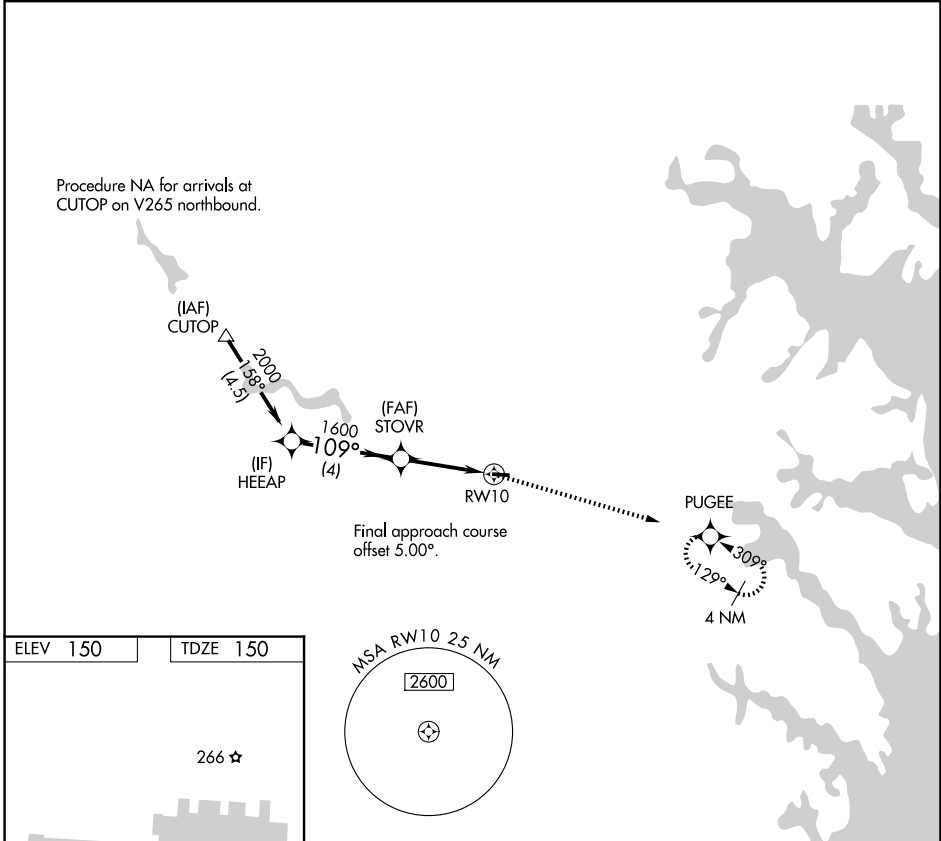 Procedure NA for arrivals at
CUTOP on V265 northbound.
(IAF)
CUTOP
2000
158°
(4.5)
(IF)
HEEAP
1600
109°
(4)
(FAF)
STOVR
RW10
Final approach course
offset 5.00°.
PUGEE
309°
129°
4 NM
ELEV 150
TDZE 150
266
MSA RW10 25 NM
2600